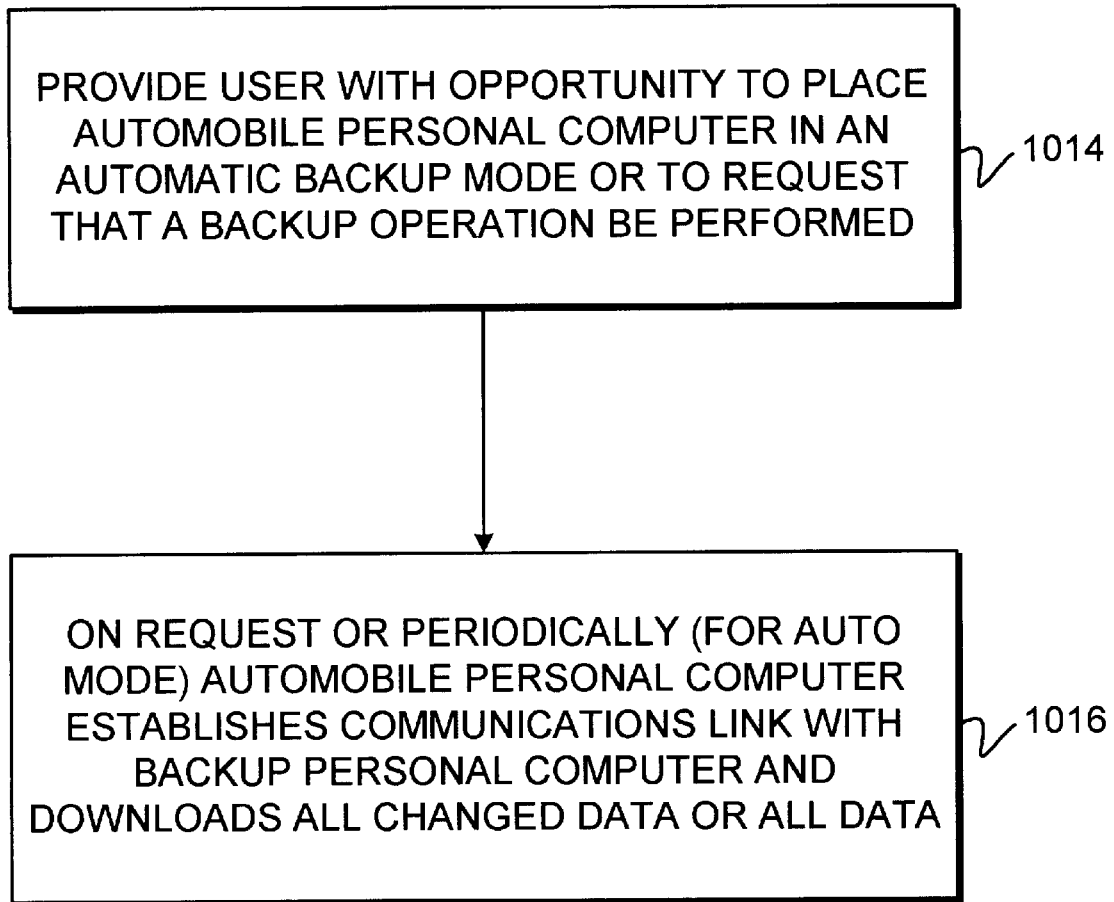 PROVIDE USER WITH OPPORTUNITY TO PLACE
AUTOMOBILE PERSONAL COMPUTER IN AN
AUTOMATIC BACKUP MODE OR TO REQUEST
THAT A BACKUP OPERATION BE PERFORMED
1014
ON REQUEST OR PERIODICALLY (FOR AUTO
MODE) AUTOMOBILE PERSONAL COMPUTER
ESTABLISHES COMMUNICATIONS LINK WITH
BACKUP PERSONAL COMPUTER AND
DOWNLOADS ALL CHANGED DATA OR ALL DATA
1016